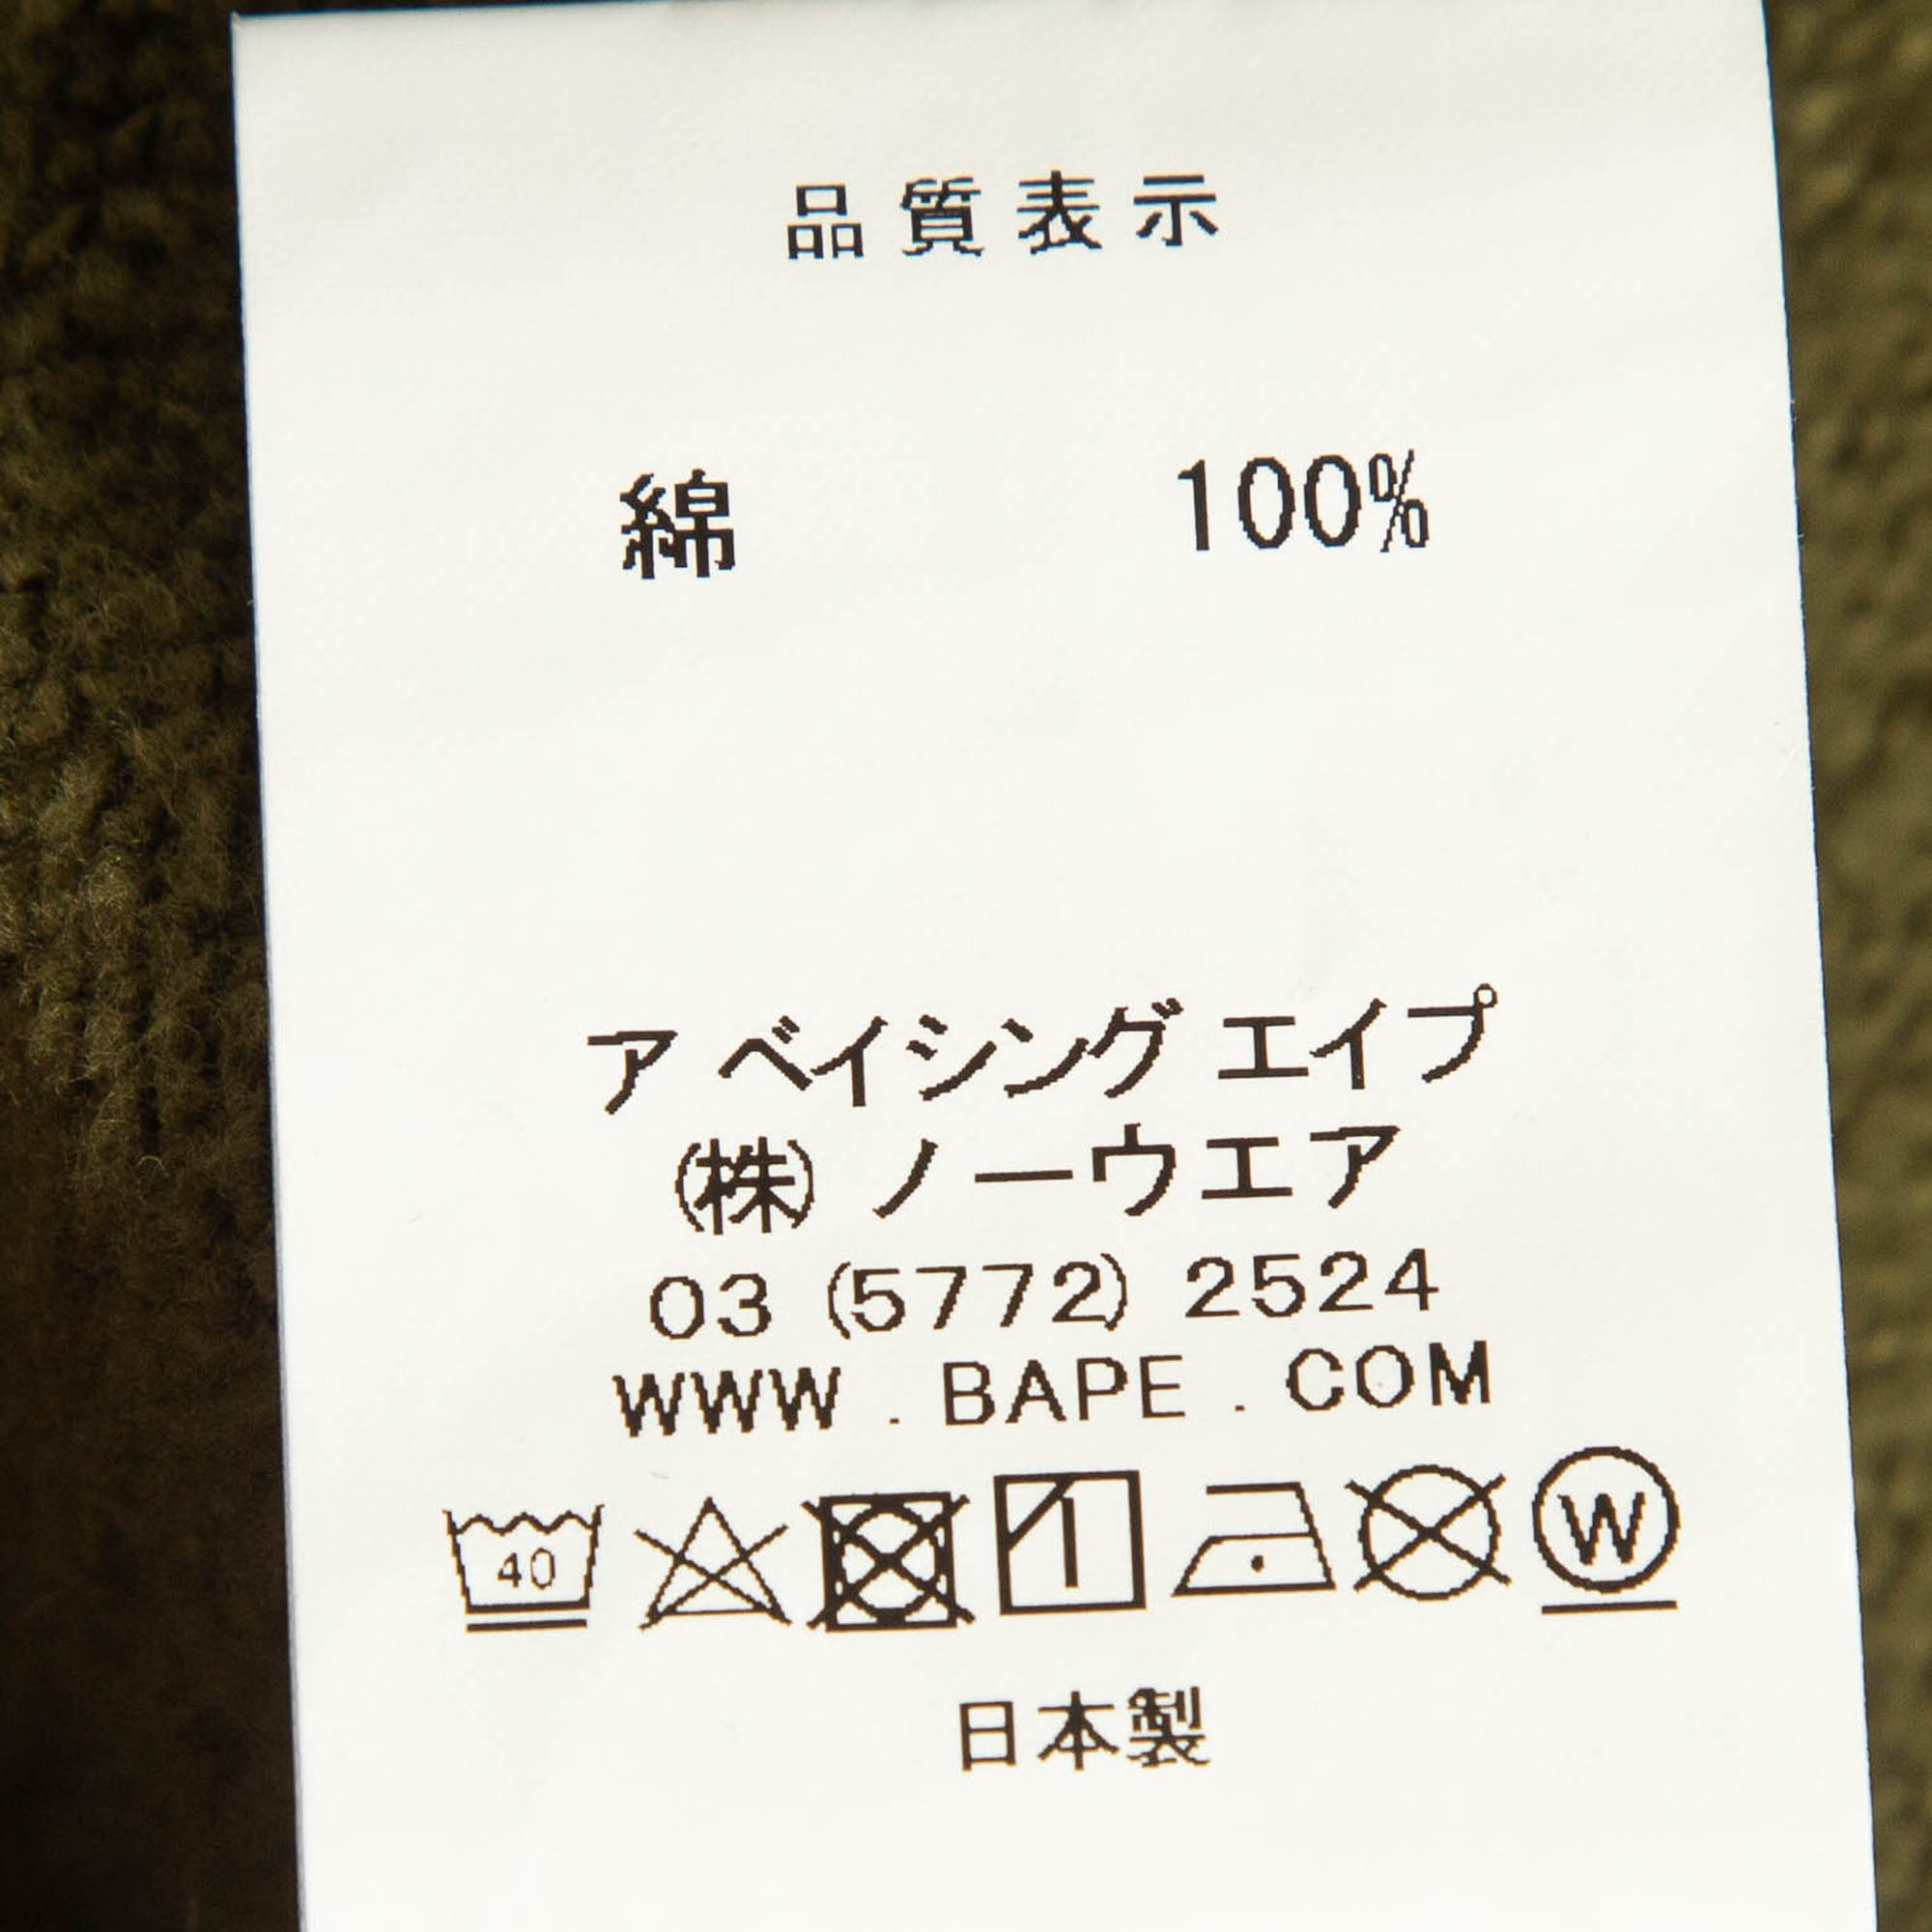 品質表示
綿 100%
ア ベイシング エイプ
(株) ノーウエア
03 (5772) 2524
WWW . BAPE . COM
40 W
日本製